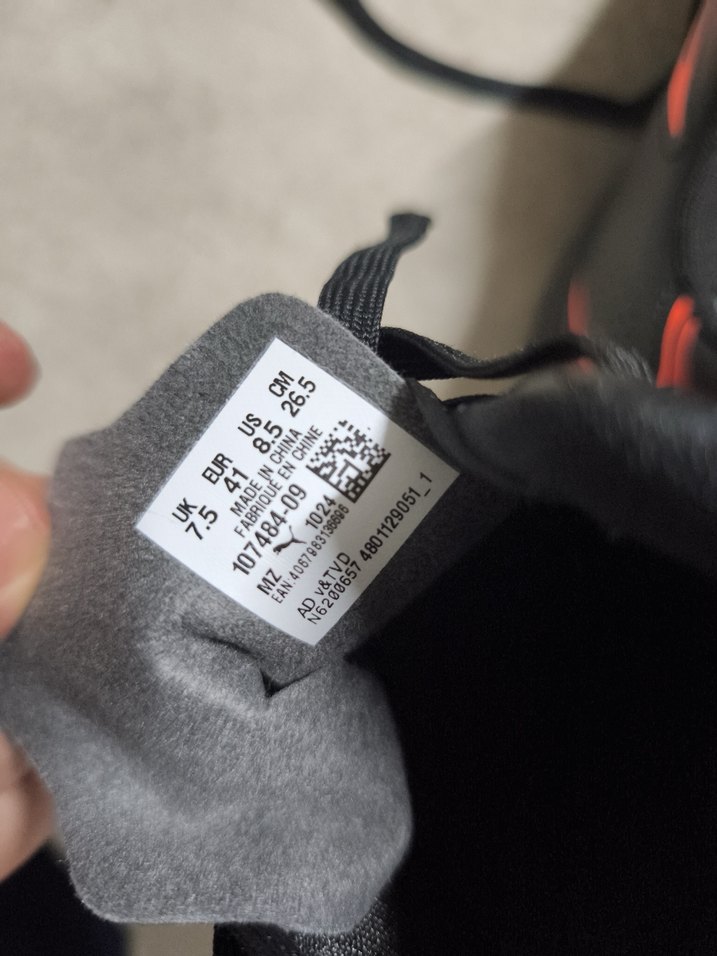 UK EUR US CM
7.5 41 8.5 26.5
MADE IN CHINA
FABRIQUE EN CHINE
107484-09
MZ 1024
EAN:4067983136696
AD v&TVD
N6200657 4801129051_1